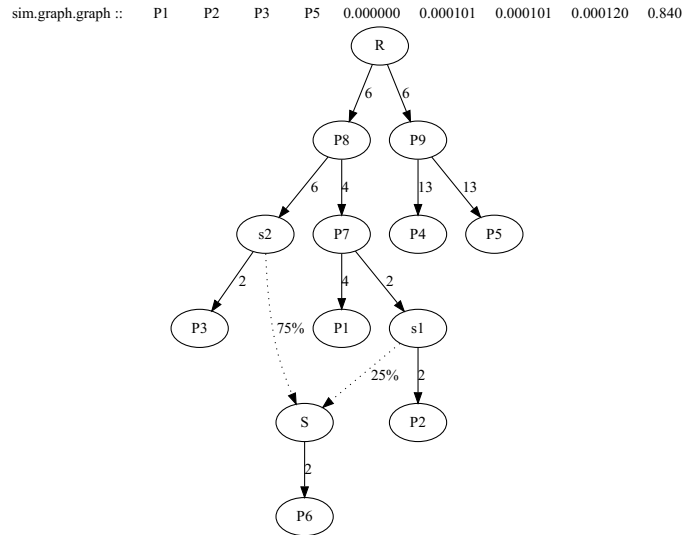 sim.graph.graph :: P1 P2 P3 P5 0.000000 0.000101 0.000101 0.000120 0.840
R
6 6
P8 P9
6 4 13 13
s2 P7 P4 P5
2 4 2
P3 P1 s1
75% 25% 2
S P2
2
P6